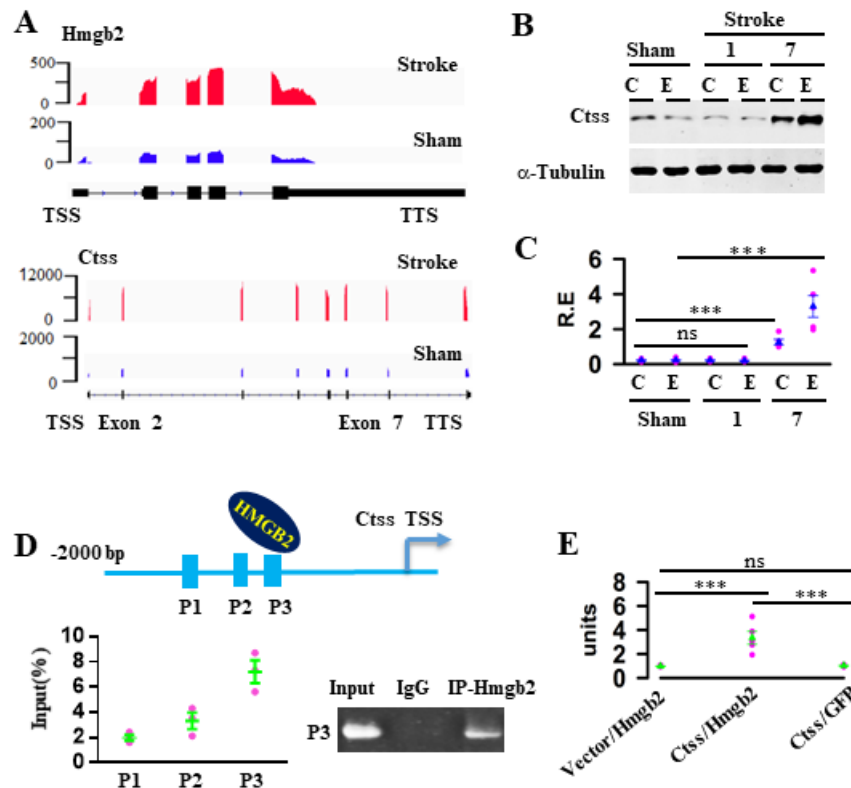 A
Hmgb2
500
0
Stroke
200
0
Sham
TSS
TTS
Ctss
12000
0
Stroke
2000
0
Sham
TSS Exon 2 Exon 7 TTS
B
Stroke
Sham 1 7
C E C E C E
Ctss
α-Tubulin
C
R.E
6
4
2
0
***
***
ns
C E C E C E
Sham 1 7
D
HMGB2
Ctss TSS
-2000 bp
P1 P2 P3
Input(%)
10
8
6
4
2
0
P1 P2 P3
Input IgG IP-Hmgb2
P3
E
ns
*** ***
units
8
6
4
2
0
Vector/Hmgb2
Ctss/Hmgb2
Ctss/GFP